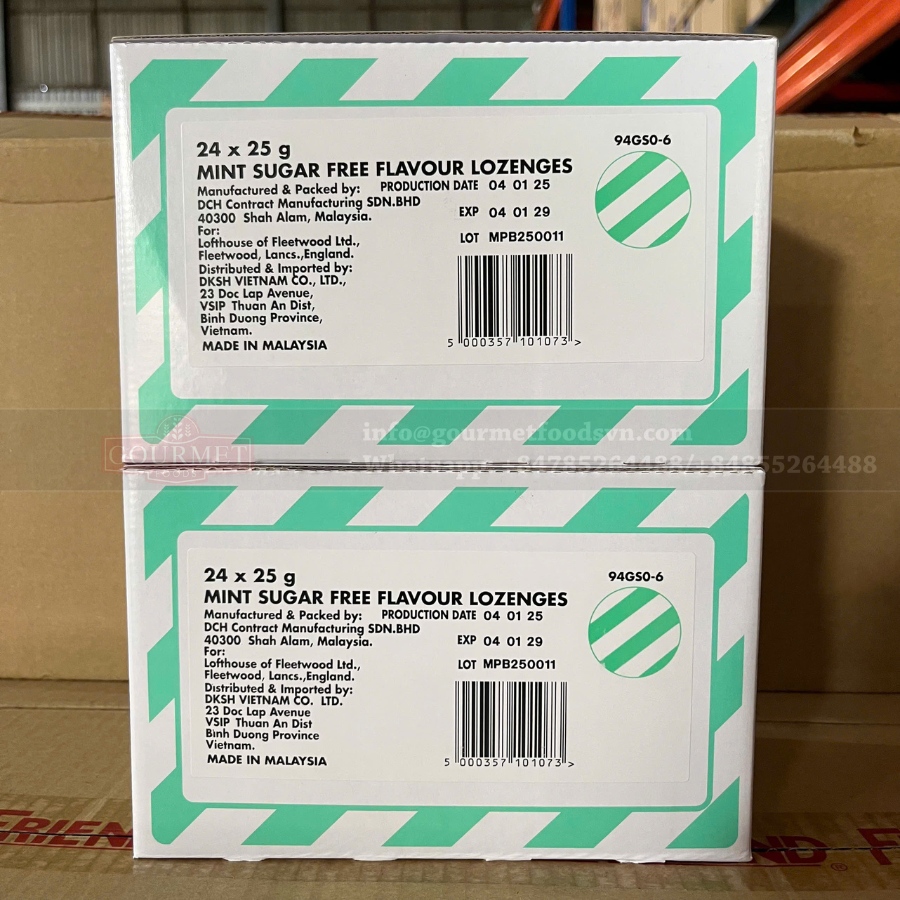 24 x 25 g
MINT SUGAR FREE FLAVOUR LOZENGES
94GS0-6
Manufactured & Packed by: PRODUCTION DATE 04 01 25
DCH Contract Manufacturing SDN.BHD
40300 Shah Alam, Malaysia.
EXP 04 01 29
For:
Lofthouse of Fleetwood Ltd.,
LOT MPB250011
Fleetwood, Lancs.,England.
Distributed & Imported by:
DKSH VIETNAM CO., LTD.,
23 Doc Lap Avenue,
VSIP Thuan An Dist,
Binh Duong Province,
Vietnam.
5 000357 101073 >
MADE IN MALAYSIA
GOURMET
info@gourmetfoodsvn.com
24 x 25 g
MINT SUGAR FREE FLAVOUR LOZENGES
94GS0-6
Manufactured & Packed by: PRODUCTION DATE 04 01 25
DCH Contract Manufacturing SDN.BHD
40300 Shah Alam, Malaysia.
EXP 04 01 29
For:
Lofthouse of Fleetwood Ltd.,
LOT MPB250011
Fleetwood, Lancs.,England.
Distributed & Imported by:
DKSH VIETNAM CO. LTD.
23 Doc Lap Avenue
VSIP Thuan An Dist
Binh Duong Province
Vietnam.
5 000357 101073 >
MADE IN MALAYSIA